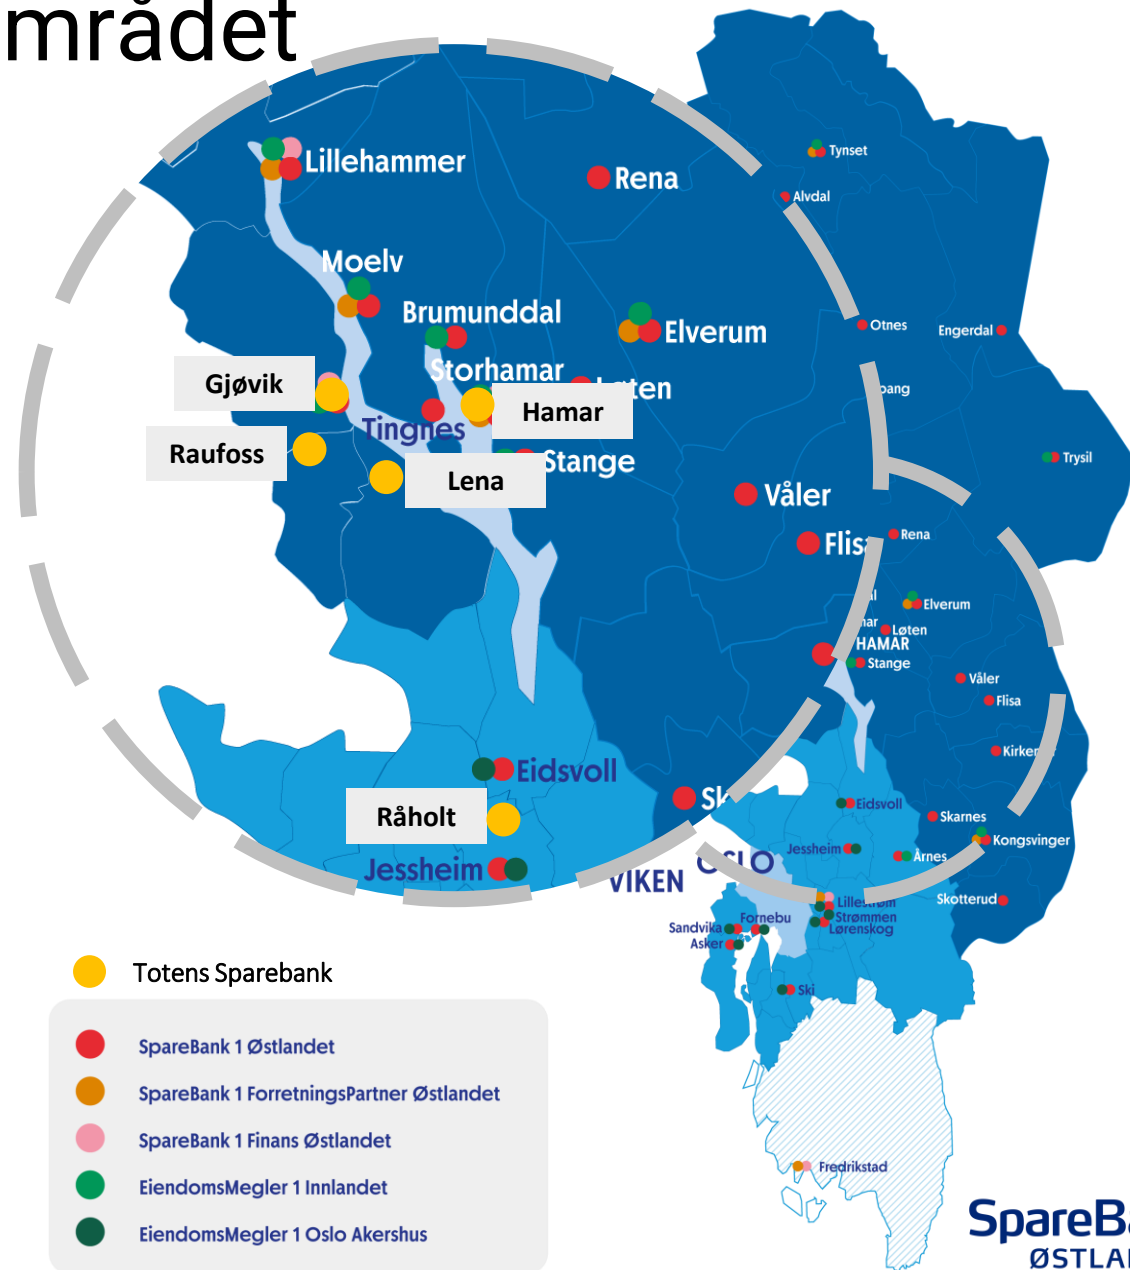 mrådet
Lillehammer
Rena
Moelv
Brumunddal
Elverum
Storhamar
Gjøvik
Hamar
Tingnes
Raufoss
Lena
Stange
Våler
Flisa
Eidsvoll
Råholt
Jessheim
VIKEN
OSLO
Tynset
Alvdal
Otnes
Engerdal
Trysil
Rena
Elverum
Løten
HAMAR
Stange
Våler
Flisa
Eidsvoll
Skarnes
Jessheim
Kongsvinger
Årnes
Skotterud
Lillestrøm
Strømmen
Lørenskog
Fornebu
Sandvika
Asker
Ski
Fredrikstad
Totens Sparebank
SpareBank 1 Østlandet
SpareBank 1 ForretningsPartner Østlandet
SpareBank 1 Finans Østlandet
EiendomsMegler 1 Innlandet
EiendomsMegler 1 Oslo Akershus